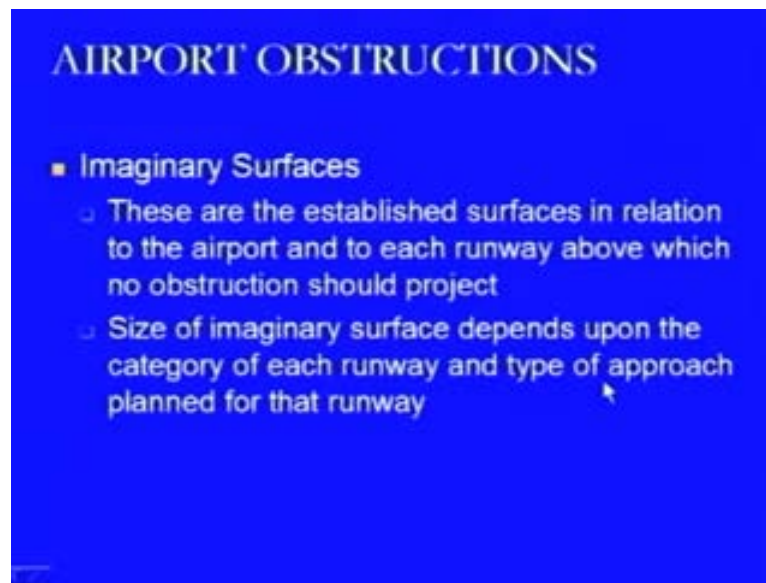 AIRPORT OBSTRUCTIONS
Imaginary Surfaces
These are the established surfaces in relation
to the airport and to each runway above which
no obstruction should project
Size of imaginary surface depends upon the
category of each runway and type of approach
planned for that runway